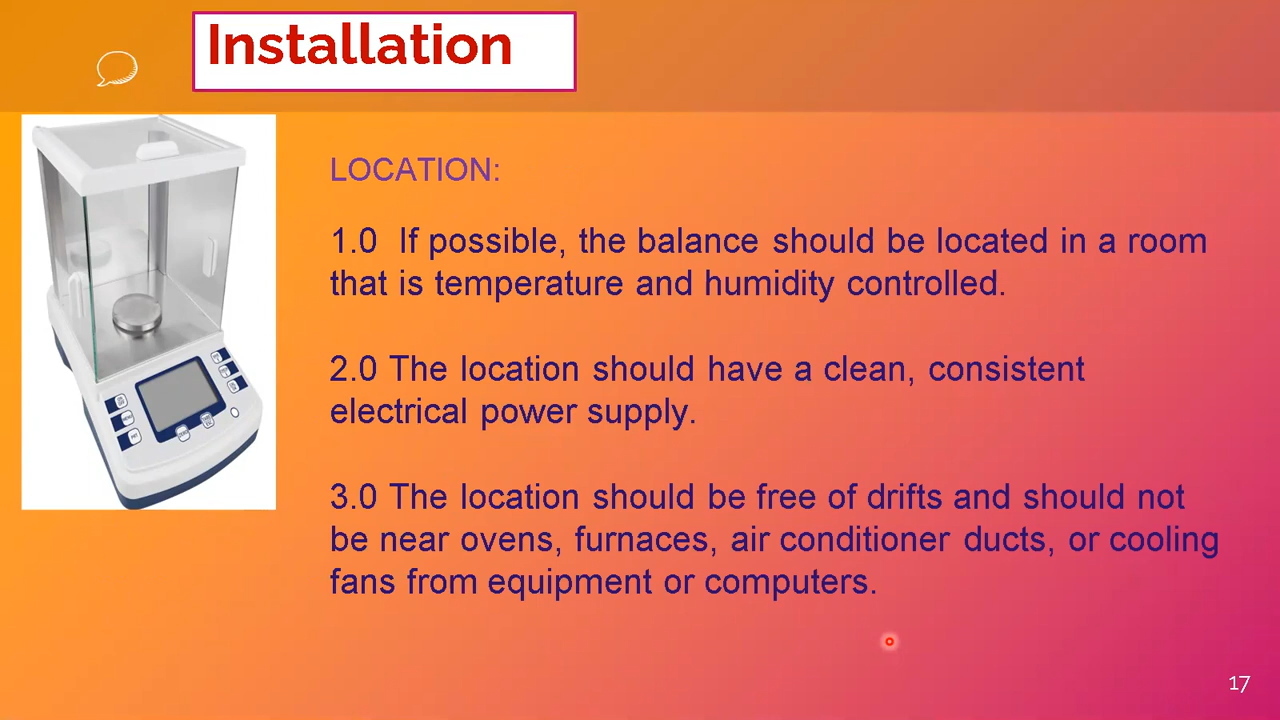 Installation
LOCATION:
1.0 If possible, the balance should be located in a room
that is temperature and humidity controlled.
2.0 The location should have a clean, consistent
electrical power supply.
3.0 The location should be free of drifts and should not
be near ovens, furnaces, air conditioner ducts, or cooling
fans from equipment or computers.
17